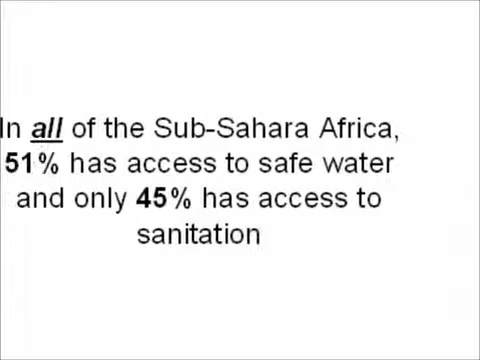 In all of the Sub-Sahara Africa,
51% has access to safe water
and only 45% has access to
sanitation